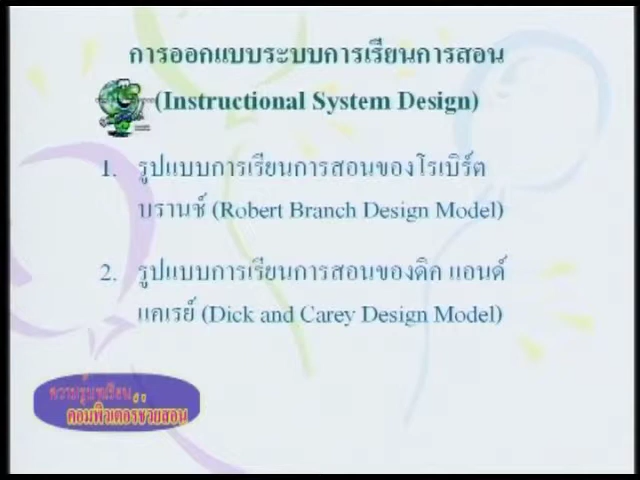 การออกแบบระบบการเรียนการสอน
(Instructional System Design)
1. รูปแบบการเรียนการสอนของโรเบิร์ต
บรานช์ (Robert Branch Design Model)
2. รูปแบบการเรียนการสอนของดิค แอนด์
แคเรย์ (Dick and Carey Design Model)
คอมพิวเตอร์ช่วยสอน